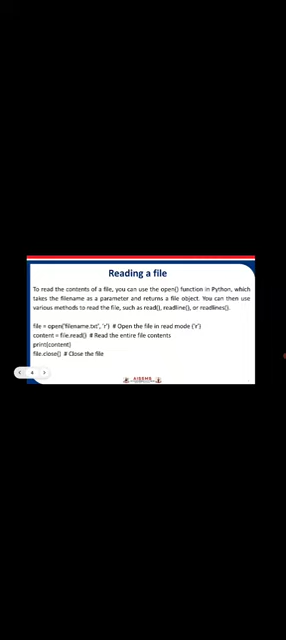 Reading a file
To read the contents of a file, you can use the open() function in Python, which
takes the filename as a parameter and returns a file object. You can then use
various methods to read the file, such as read(), readline(), or readlines().
file = open('filename.txt', 'r')  # Open the file in read mode ('r')
content = file.read()  # Read the entire file contents
print(content)
file.close()  # Close the file
4
AISSMS